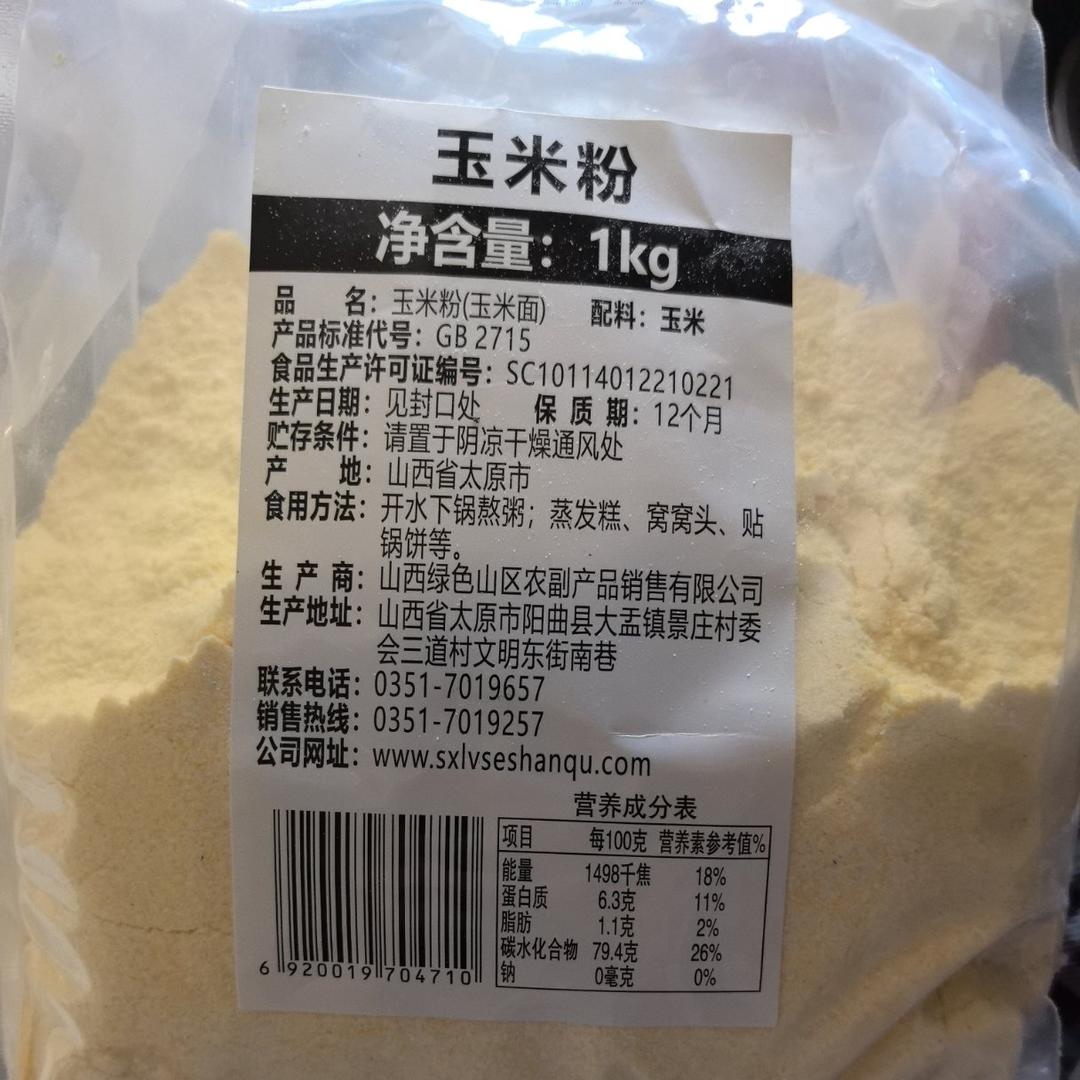 玉米粉
净含量：1kg
品　　名：玉米粉(玉米面)　配料：玉米
产品标准代号：GB 2715
食品生产许可证编号：SC10114012210221
生产日期：见封口处　保 质 期：12个月
贮存条件：请置于阴凉干燥通风处
产　　地：山西省太原市
食用方法：开水下锅熬粥；蒸发糕、窝窝头、贴
锅饼等。
生 产 商：山西绿色山区农副产品销售有限公司
生产地址：山西省太原市阳曲县大盂镇景庄村委
会三道村文明东街南巷
联系电话：0351-7019657
销售热线：0351-7019257
公司网址：www.sxlvseshanqu.com
营养成分表
项目　每100克　营养素参考值%
能量　1498千焦　18%
蛋白质　6.3克　11%
脂肪　1.1克　2%
碳水化合物　79.4克　26%
钠　0毫克　0%
6 920019 704710